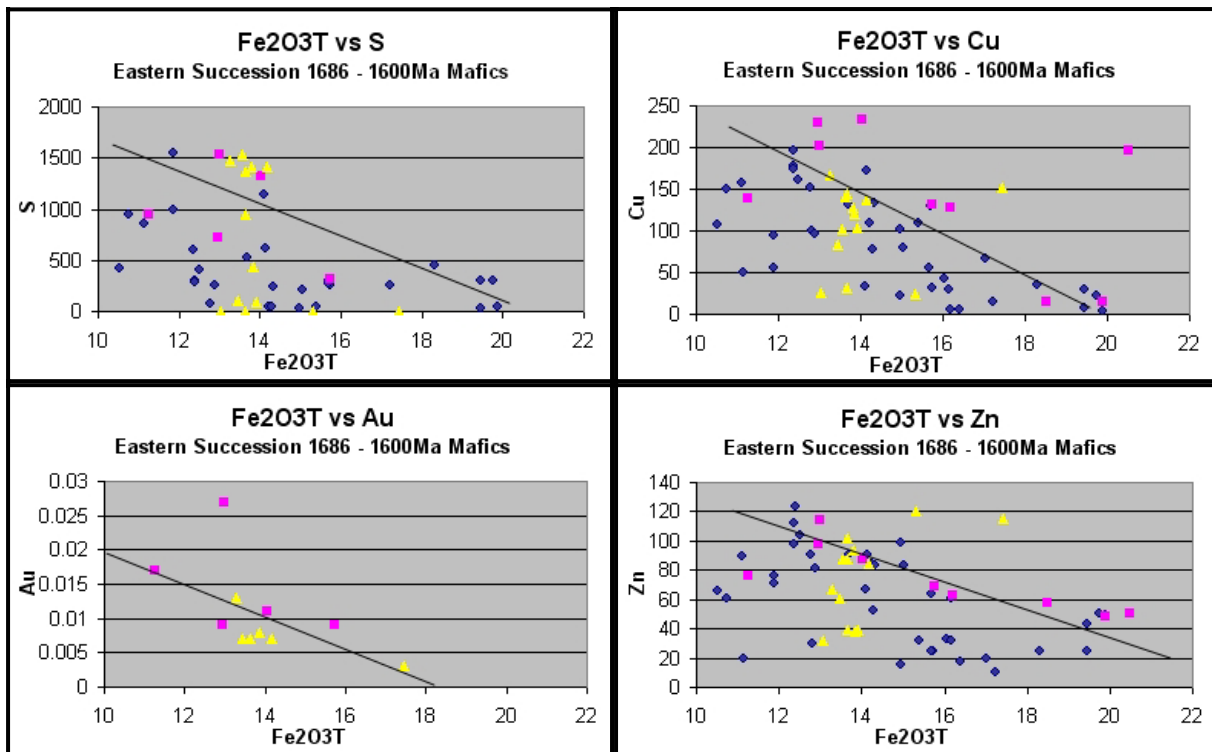 Fe2O3T vs S
Eastern Succession 1686 - 1600Ma Mafics
2000
1500
1000
500
0
S
10 12 14 16 18 20 22
Fe2O3T
Fe2O3T vs Cu
Eastern Succession 1686 - 1600Ma Mafics
250
200
150
100
50
0
Cu
10 12 14 16 18 20 22
Fe2O3T
Fe2O3T vs Au
Eastern Succession 1686 - 1600Ma Mafics
0.03
0.025
0.02
0.015
0.01
0.005
0
Au
10 12 14 16 18 20 22
Fe2O3T
Fe2O3T vs Zn
Eastern Succession 1686 - 1600Ma Mafics
140
120
100
80
60
40
20
0
Zn
10 12 14 16 18 20 22
Fe2O3T